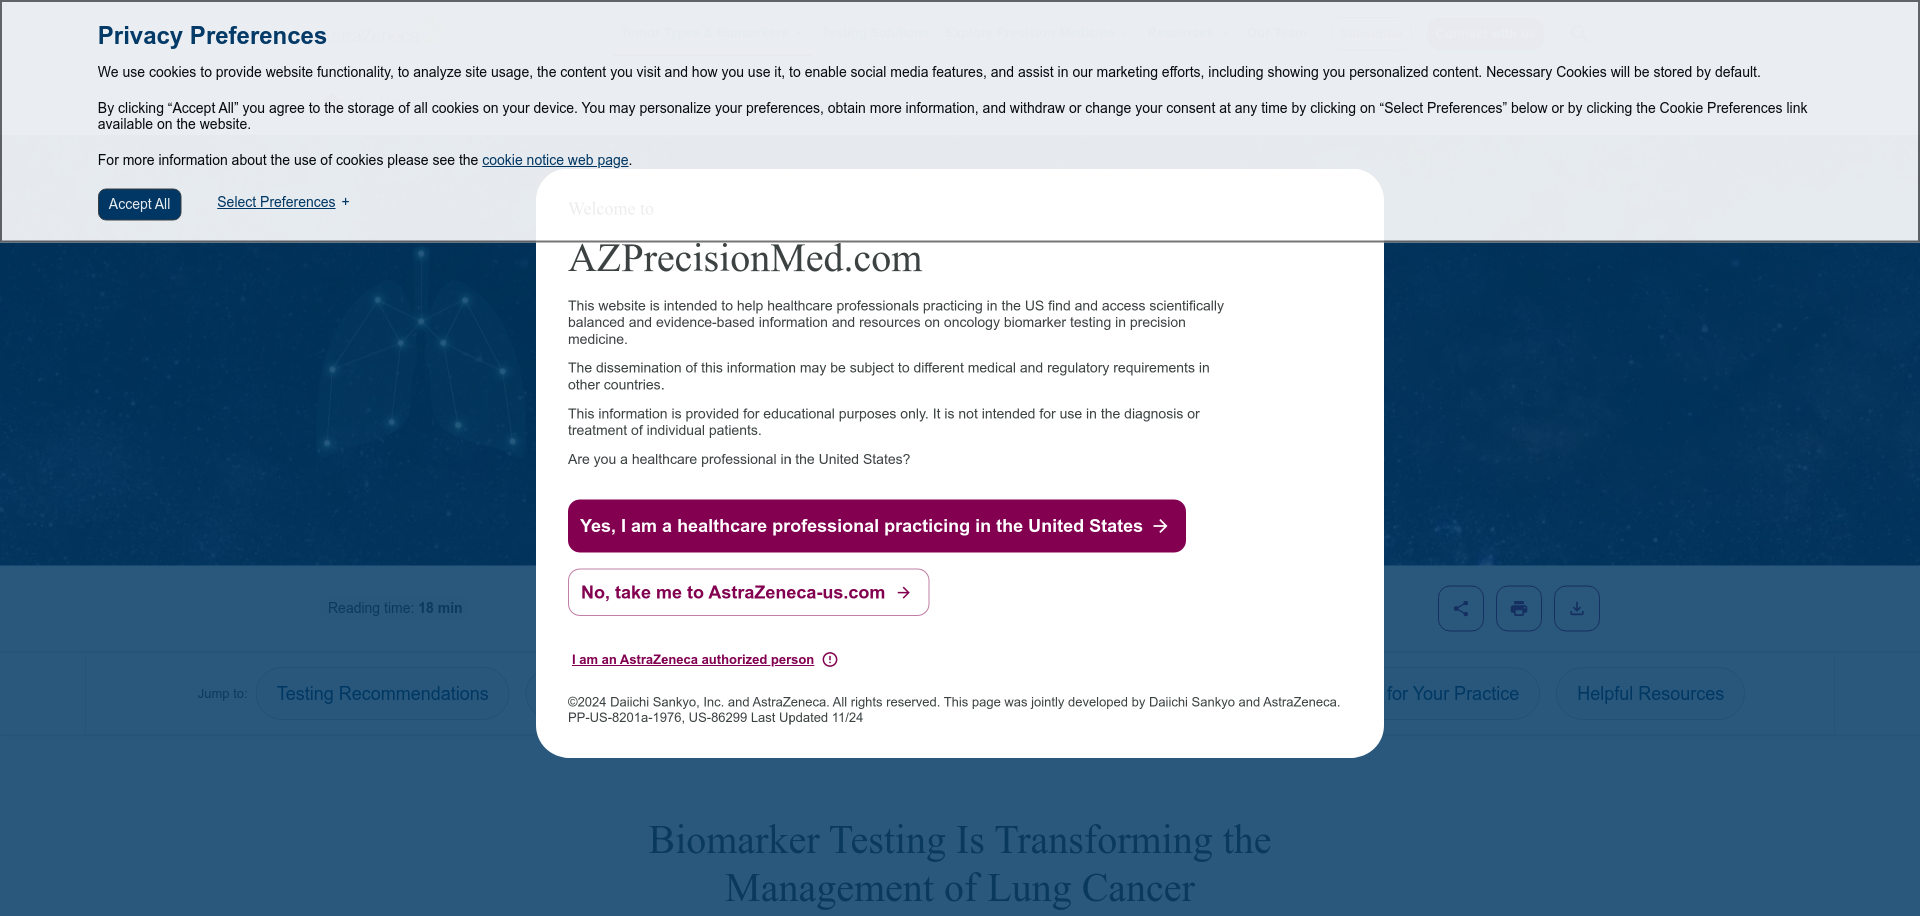 Privacy Preferences
We use cookies to provide website functionality, to analyze site usage, the content you visit and how you use it, to enable social media features, and assist in our marketing efforts, including showing you personalized content. Necessary Cookies will be stored by default.
By clicking “Accept All” you agree to the storage of all cookies on your device. You may personalize your preferences, obtain more information, and withdraw or change your consent at any time by clicking on “Select Preferences” below or by clicking the Cookie Preferences link
available on the website.
For more information about the use of cookies please see the cookie notice web page.
Accept All Select Preferences +
Welcome to
AZPrecisionMed.com
This website is intended to help healthcare professionals practicing in the US find and access scientifically
balanced and evidence-based information and resources on oncology biomarker testing in precision
medicine.
The dissemination of this information may be subject to different medical and regulatory requirements in
other countries.
This information is provided for educational purposes only. It is not intended for use in the diagnosis or
treatment of individual patients.
Are you a healthcare professional in the United States?
Yes, I am a healthcare professional practicing in the United States
No, take me to AstraZeneca-us.com
I am an AstraZeneca authorized person
©2024 Daiichi Sankyo, Inc. and AstraZeneca. All rights reserved. This page was jointly developed by Daiichi Sankyo and AstraZeneca.
PP-US-8201a-1976, US-86299 Last Updated 11/24
Reading time: 18 min
Jump to: Testing Recommendations for Your Practice Helpful Resources
Biomarker Testing Is Transforming the
Management of Lung Cancer